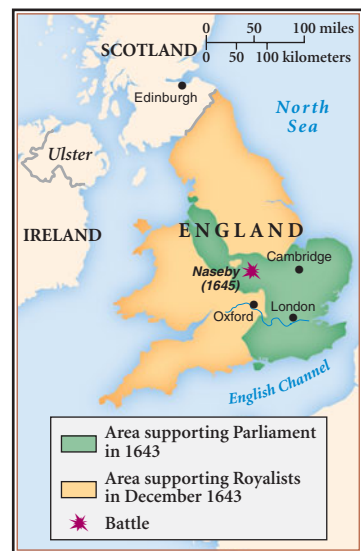 SCOTLAND
0 50 100 miles
0 50 100 kilometers
Edinburgh
North
Sea
Ulster
IRELAND
ENGLAND
Cambridge
Naseby
(1645)
Oxford
London
English Channel
Area supporting Parliament
in 1643
Area supporting Royalists
in December 1643
Battle